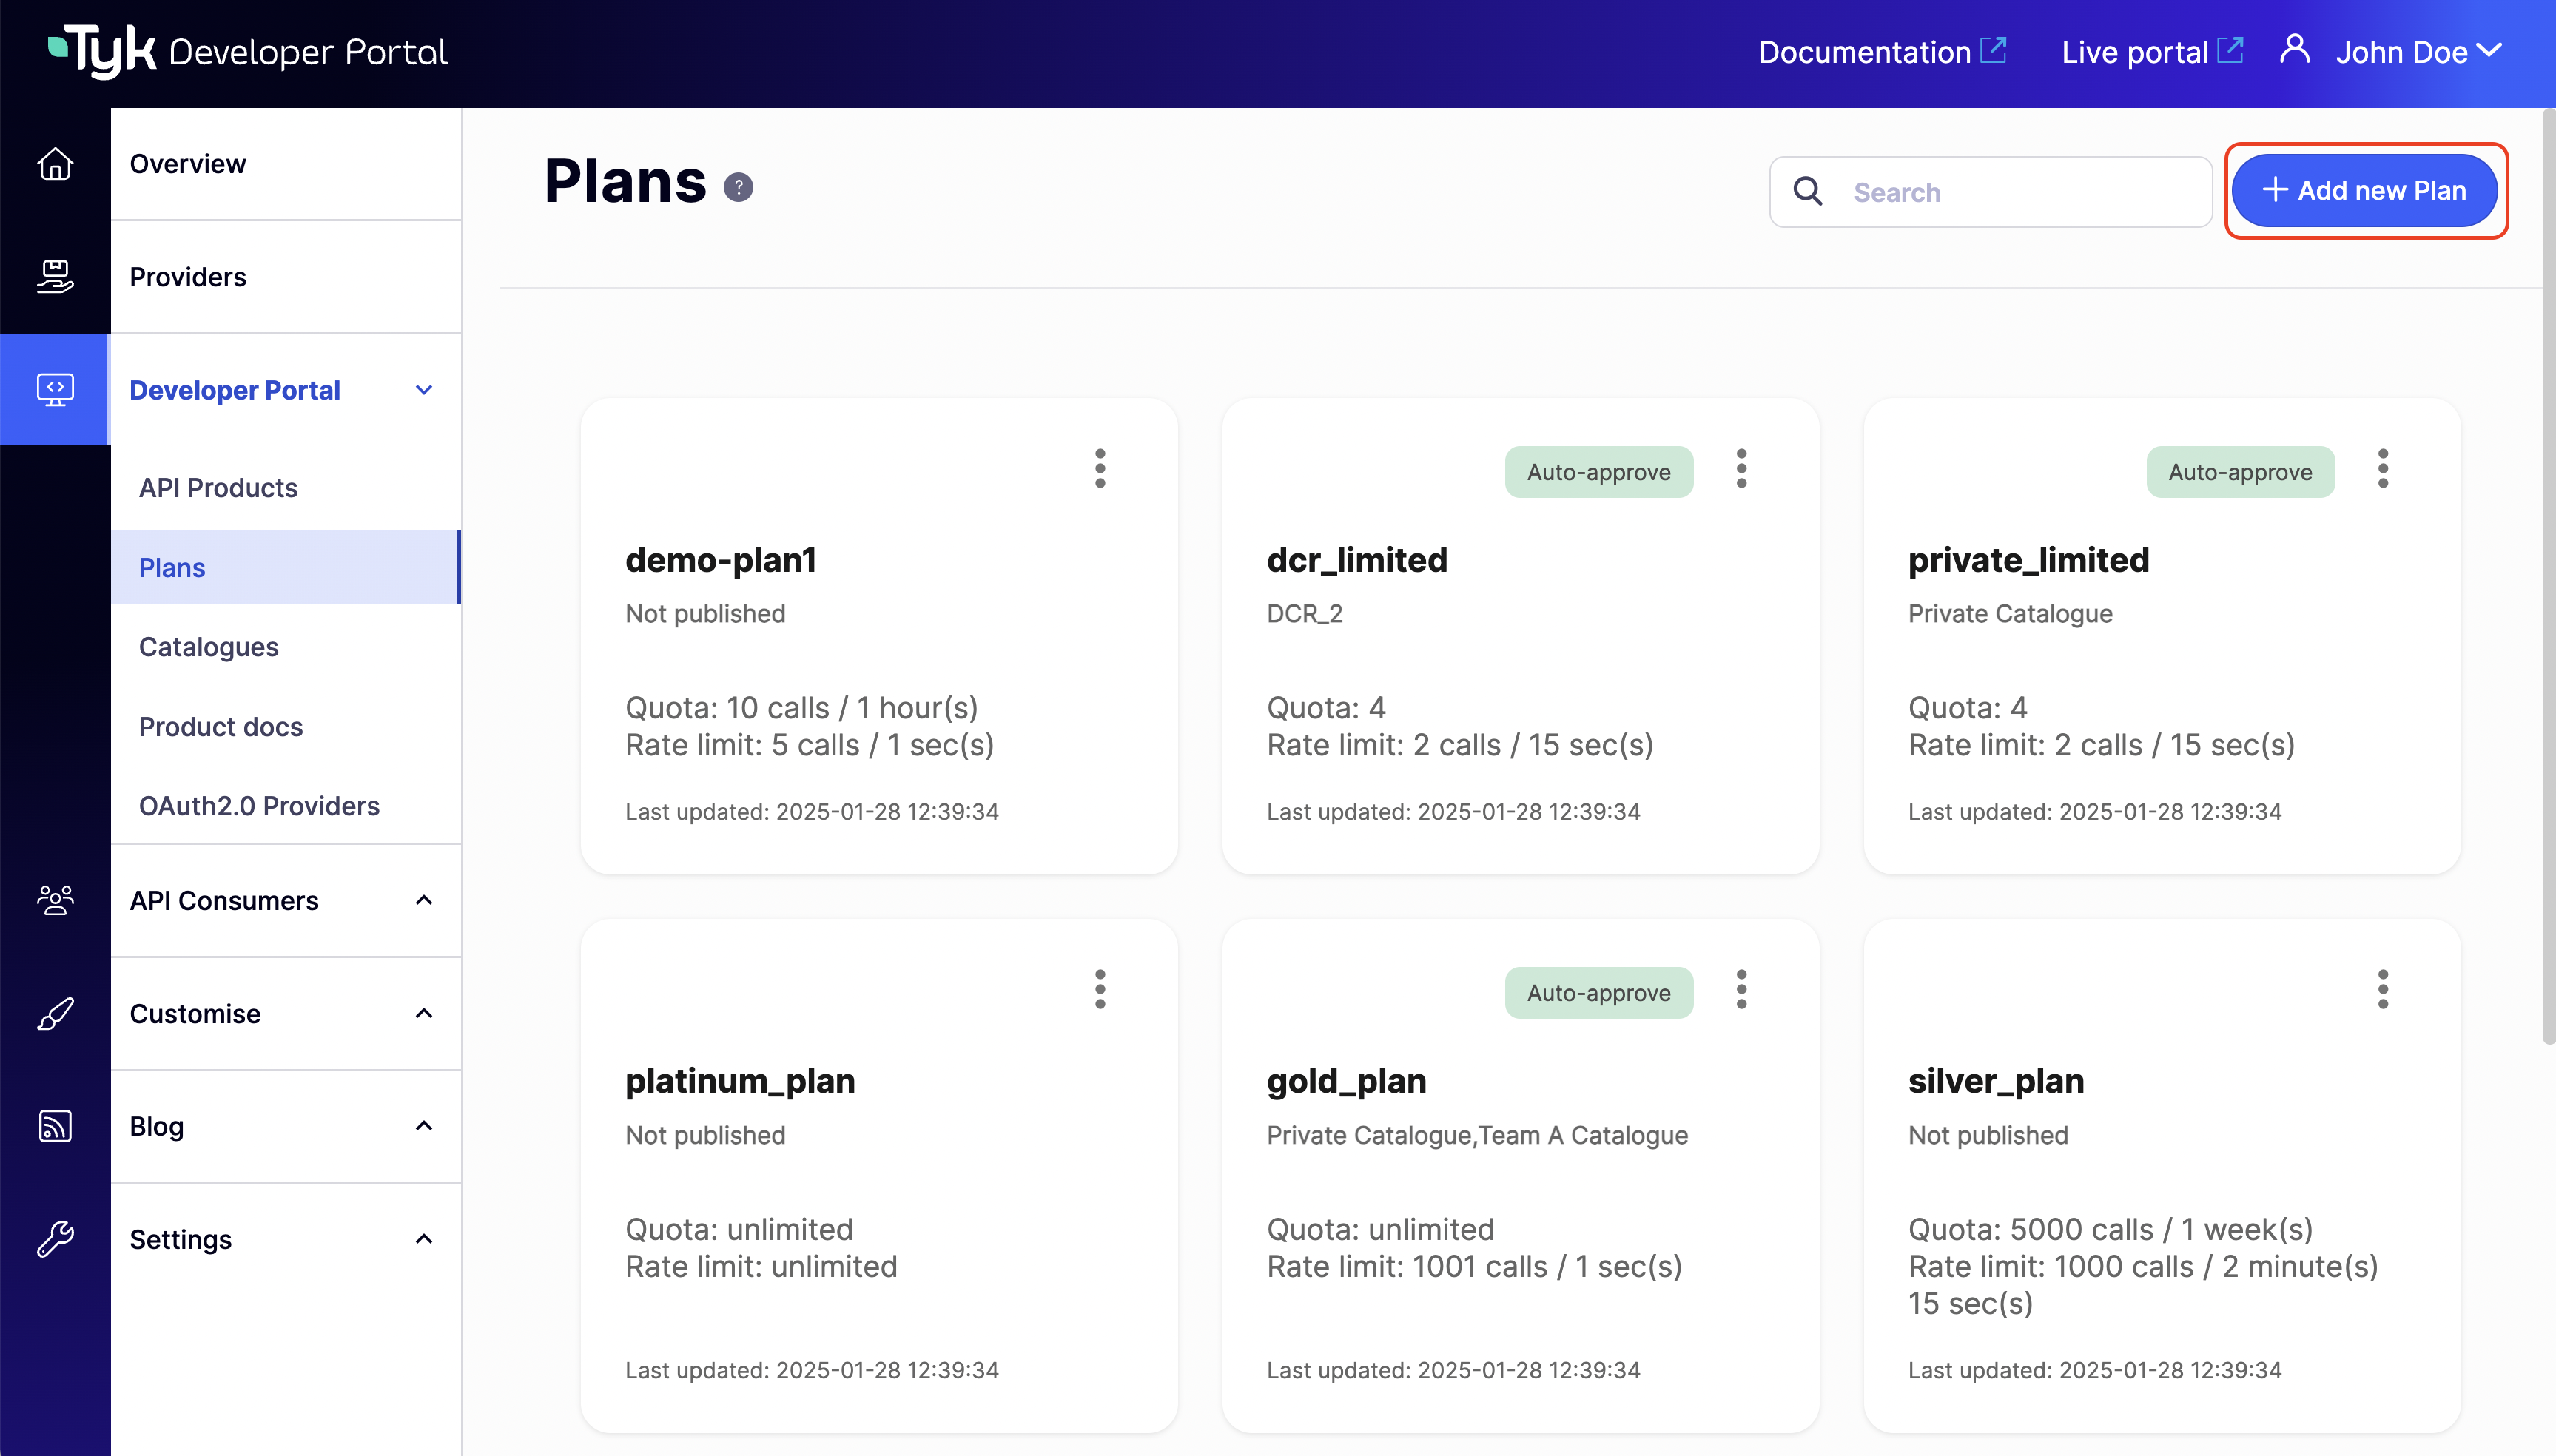 Tyk Developer Portal
Documentation
Live portal
John Doe
Overview
Providers
Developer Portal
API Products
Plans
Catalogues
Product docs
OAuth2.0 Providers
API Consumers
Customise
Blog
Settings
Plans ?
Search
+ Add new Plan
demo-plan1
Not published
Quota: 10 calls / 1 hour(s)
Rate limit: 5 calls / 1 sec(s)
Last updated: 2025-01-28 12:39:34
Auto-approve
dcr_limited
DCR_2
Quota: 4
Rate limit: 2 calls / 15 sec(s)
Last updated: 2025-01-28 12:39:34
Auto-approve
private_limited
Private Catalogue
Quota: 4
Rate limit: 2 calls / 15 sec(s)
Last updated: 2025-01-28 12:39:34
platinum_plan
Not published
Quota: unlimited
Rate limit: unlimited
Last updated: 2025-01-28 12:39:34
Auto-approve
gold_plan
Private Catalogue,Team A Catalogue
Quota: unlimited
Rate limit: 1001 calls / 1 sec(s)
Last updated: 2025-01-28 12:39:34
silver_plan
Not published
Quota: 5000 calls / 1 week(s)
Rate limit: 1000 calls / 2 minute(s)
15 sec(s)
Last updated: 2025-01-28 12:39:34